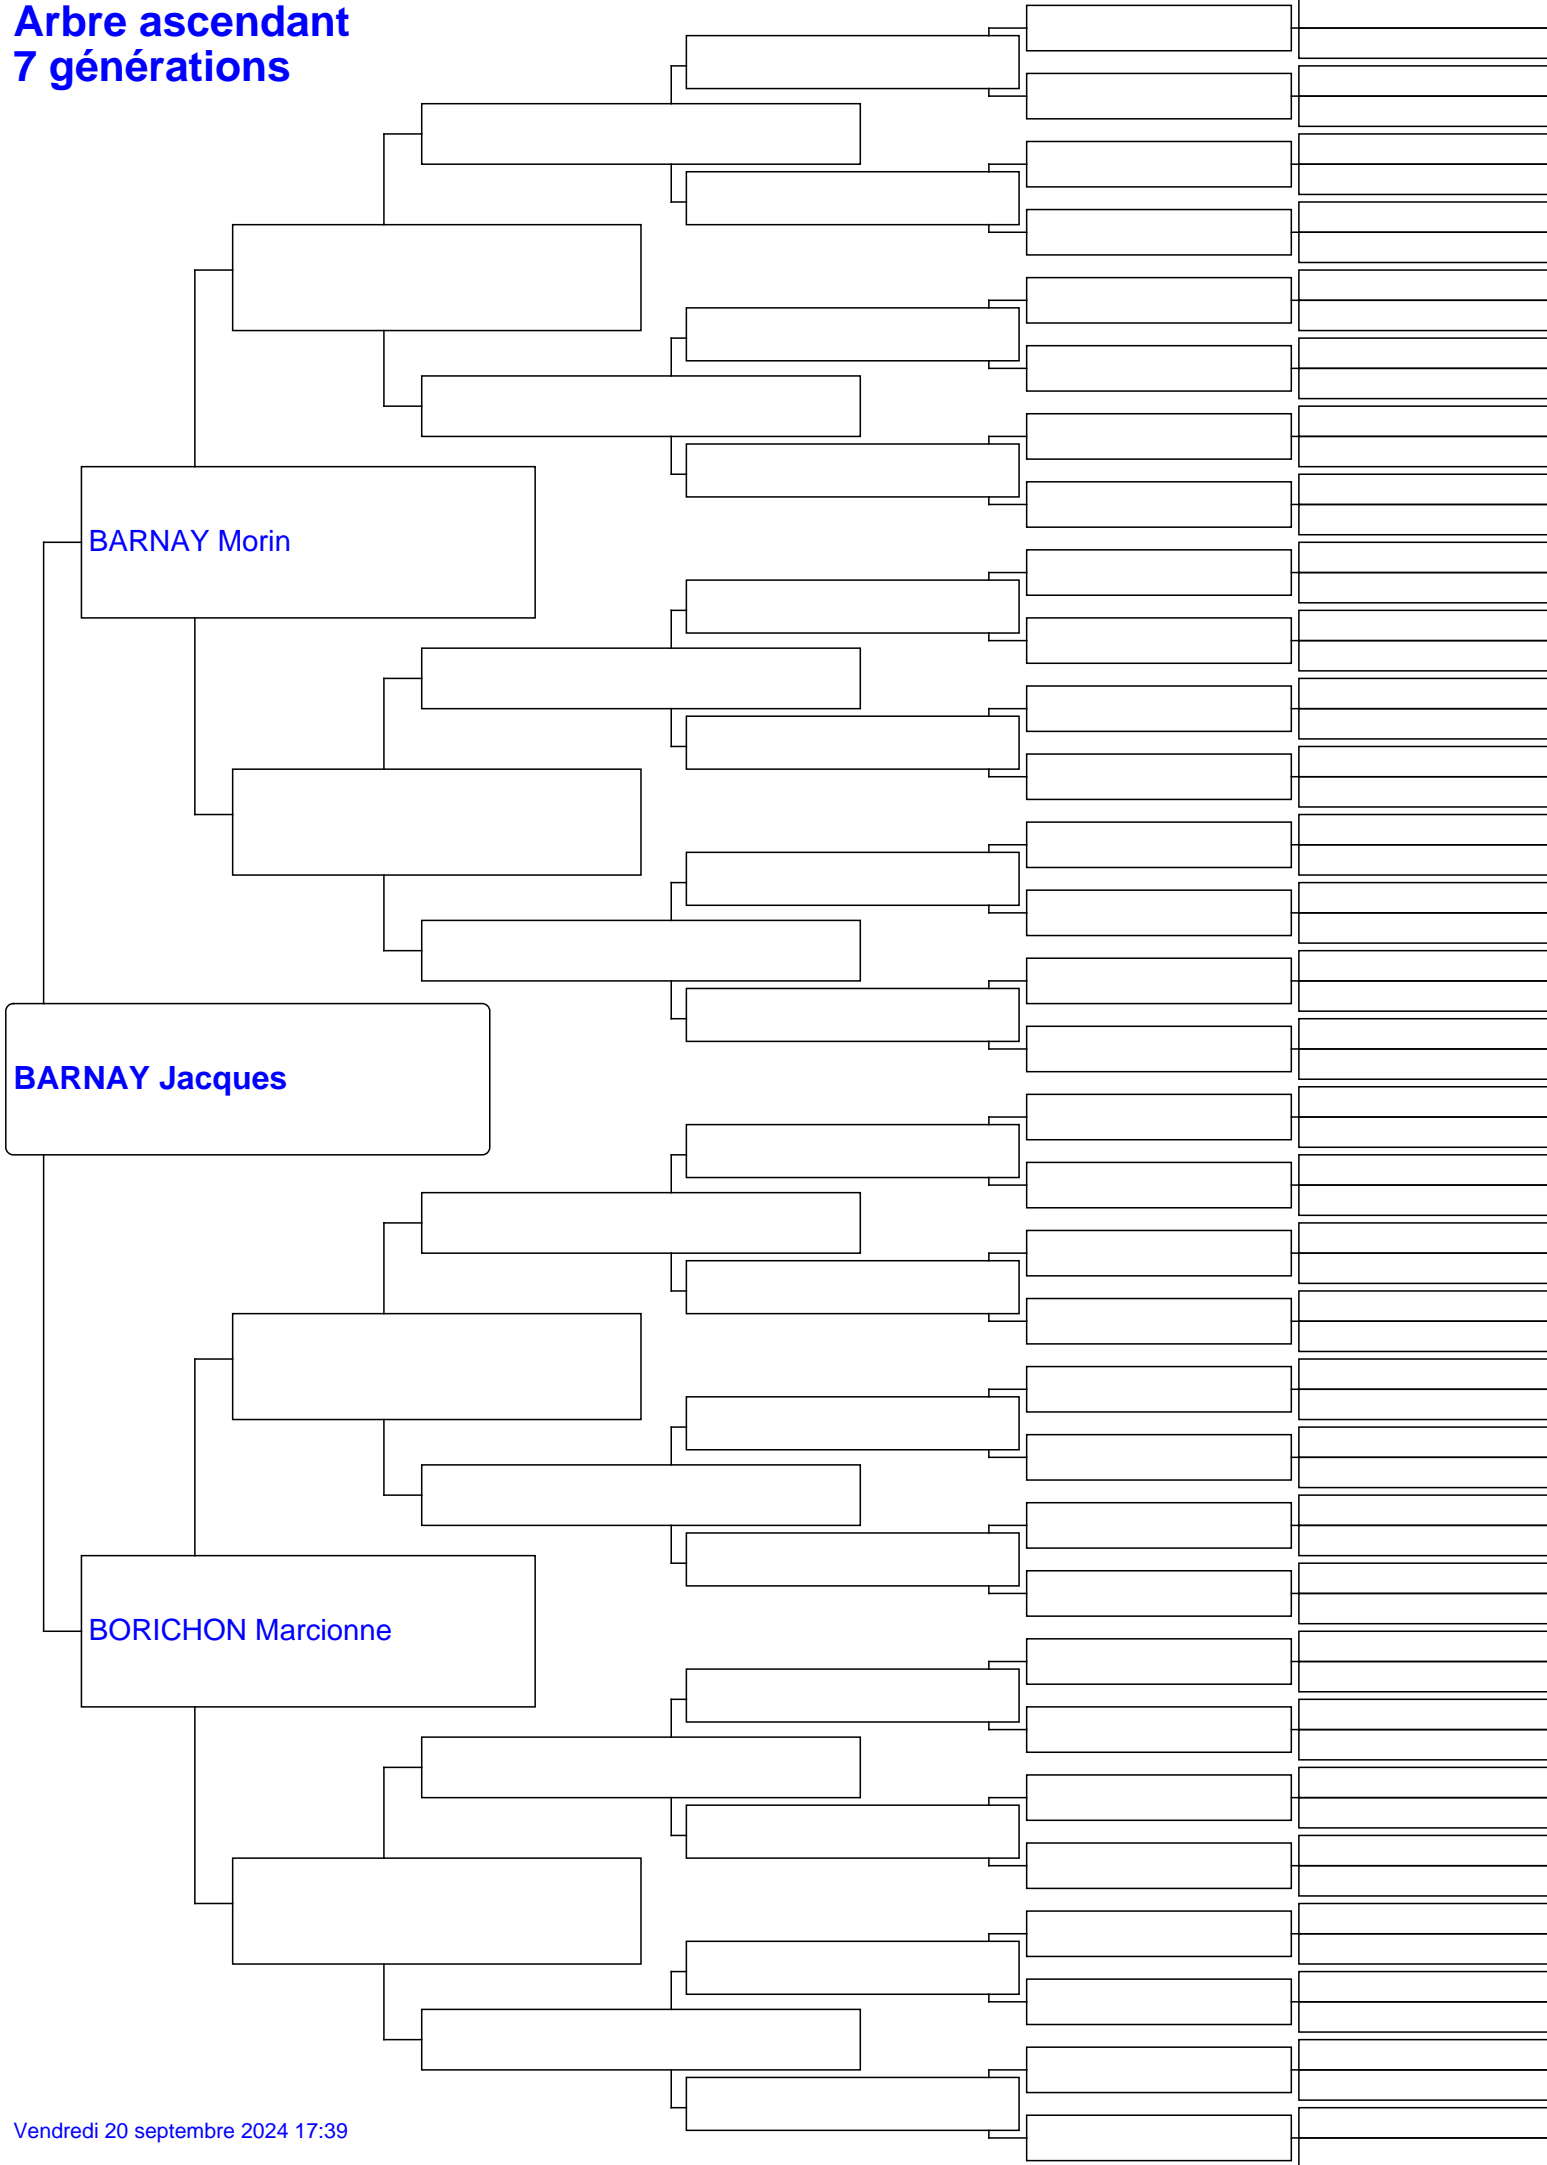 Arbre ascendant
7 générations
BARNAY Morin
BARNAY Jacques
BORICHON Marcionne
Vendredi 20 septembre 2024 17:39